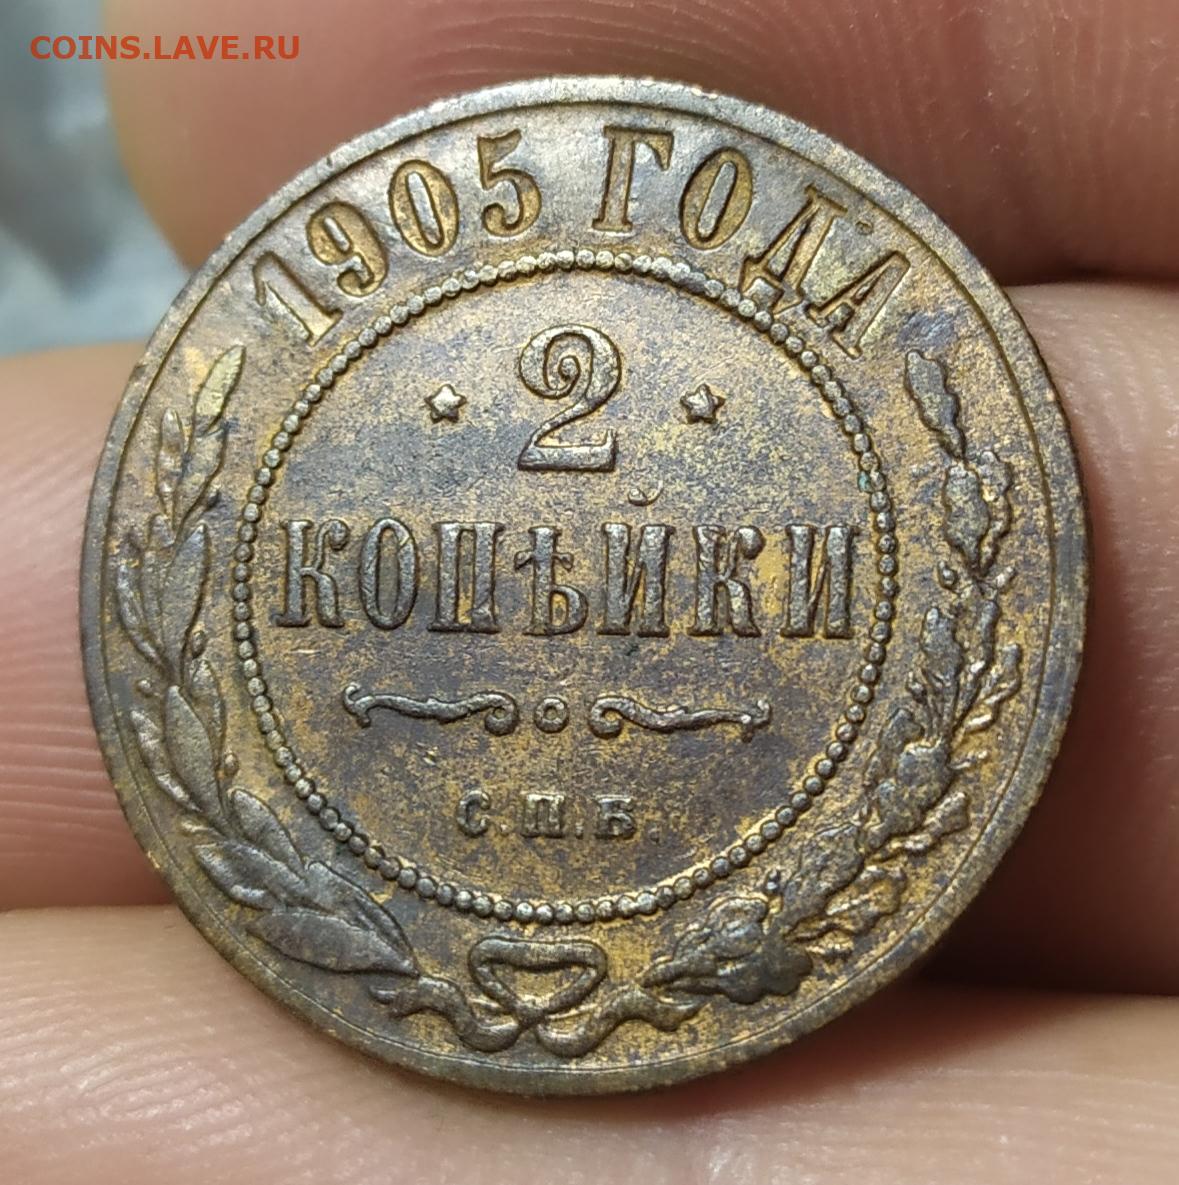 COINS.LAVE.RU
1905 ГОДА
2
КОПѢЙКИ
С.П.Б.